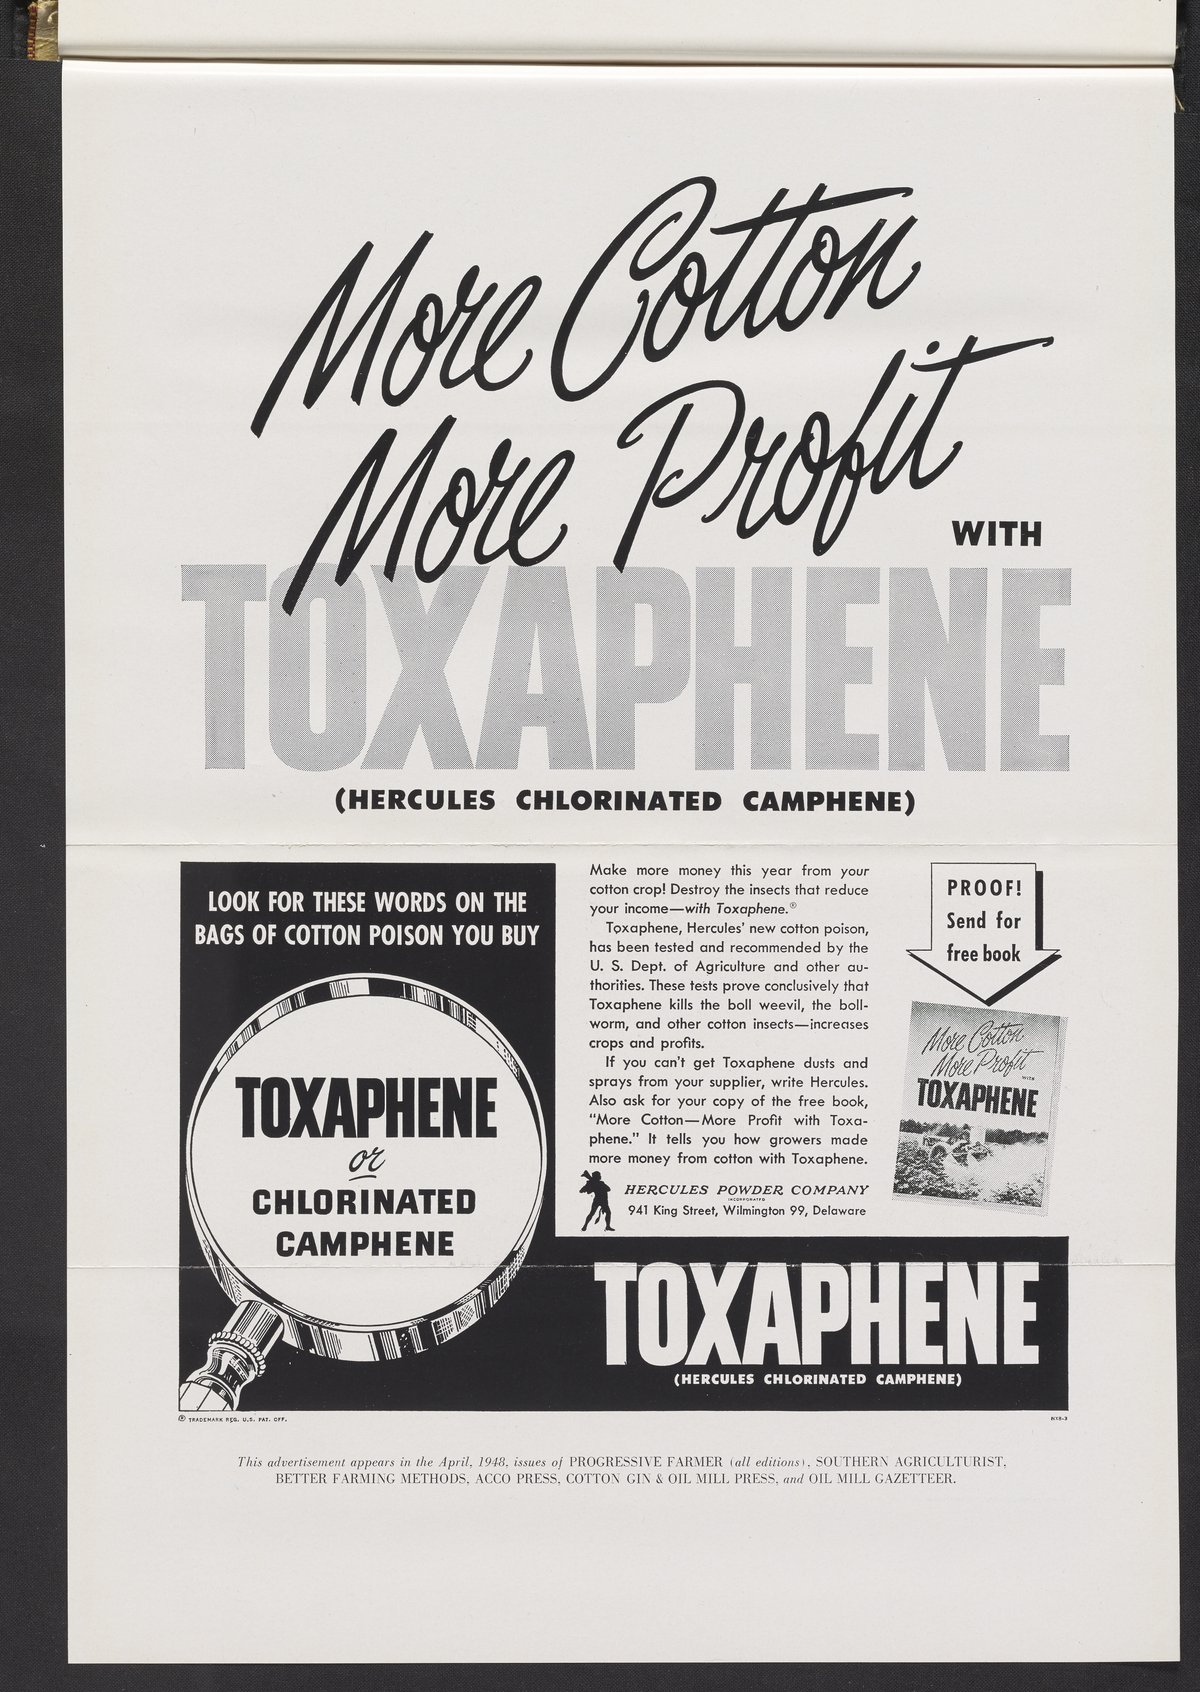 More Cotton
More Profit
WITH
TOXAPHENE
(HERCULES CHLORINATED CAMPHENE)
LOOK FOR THESE WORDS ON THE
BAGS OF COTTON POISON YOU BUY
TOXAPHENE
or
CHLORINATED
CAMPHENE
Make more money this year from your
cotton crop! Destroy the insects that reduce
your income—with Toxaphene.®
Toxaphene, Hercules' new cotton poison,
has been tested and recommended by the
U. S. Dept. of Agriculture and other au-
thorities. These tests prove conclusively that
Toxaphene kills the boll weevil, the boll-
worm, and other cotton insects—increases
crops and profits.
If you can't get Toxaphene dusts and
sprays from your supplier, write Hercules.
Also ask for your copy of the free book,
"More Cotton—More Profit with Toxa-
phene." It tells you how growers made
more money from cotton with Toxaphene.
HERCULES POWDER COMPANY
INCORPORATED
941 King Street, Wilmington 99, Delaware
PROOF!
Send for
free book
More Cotton
More Profit
WITH
TOXAPHENE
TOXAPHENE
(HERCULES CHLORINATED CAMPHENE)
® TRADEMARK REG. U.S. PAT. OFF.
NX8-3
This advertisement appears in the April, 1948, issues of PROGRESSIVE FARMER (all editions), SOUTHERN AGRICULTURIST,
BETTER FARMING METHODS, ACCO PRESS, COTTON GIN & OIL MILL PRESS, and OIL MILL GAZETTEER.